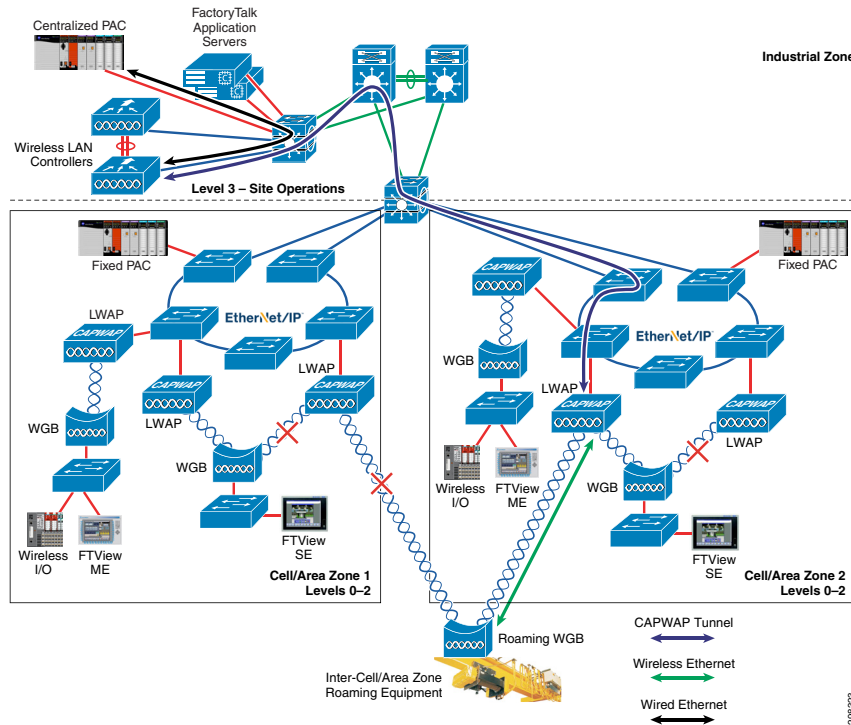 FactoryTalk
Application
Servers
Centralized PAC
Industrial Zone
Wireless LAN
Controllers
Level 3 – Site Operations
Fixed PAC
Fixed PAC
CAPWAP
LWAP
EtherNet/IP™
EtherNet/IP™
CAPWAP
LWAP
WGB
LWAP
CAPWAP
CAPWAP
CAPWAP
CAPWAP
LWAP
LWAP
WGB
WGB
WGB
Wireless
I/O
FTView
ME
FTView
SE
Wireless
I/O
FTView
ME
FTView
SE
Cell/Area Zone 1
Levels 0–2
Cell/Area Zone 2
Levels 0–2
Roaming WGB
Inter-Cell/Area Zone
Roaming Equipment
CAPWAP Tunnel
Wireless Ethernet
Wired Ethernet